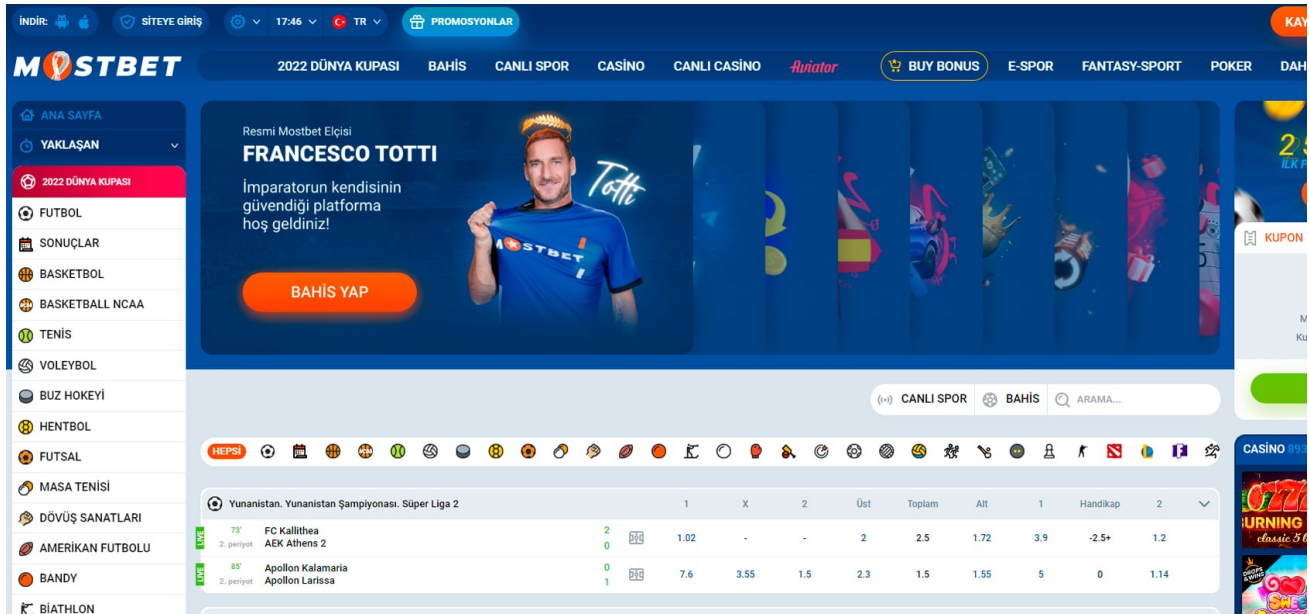 İNDİR:
SİTEYE GİRİŞ
17:46
TR
PROMOSYONLAR
MOSTBET
2022 DÜNYA KUPASI
BAHİS
CANLI SPOR
CASİNO
CANLI CASİNO
Aviator
BUY BONUS
E-SPOR
FANTASY-SPORT
POKER
ANA SAYFA
YAKLAŞAN
2022 DÜNYA KUPASI
FUTBOL
SONUÇLAR
BASKETBOL
BASKETBALL NCAA
TENİS
VOLEYBOL
BUZ HOKEYİ
HENTBOL
FUTSAL
MASA TENİSİ
DÖVÜŞ SANATLARI
AMERİKAN FUTBOLU
BANDY
BİATHLON
Resmi Mostbet Elçisi
FRANCESCO TOTTI
İmparatorun kendisinin
güvendiği platforma
hoş geldiniz!
BAHİS YAP
Totti
MOSTBET
KUPON
CANLI SPOR
BAHİS
ARAMA...
HEPSİ
Yunanistan. Yunanistan Şampiyonası. Süper Liga 2 1 X 2 Üst Toplam Alt 1 Handikap 2
LIVE
73' FC Kallithea 2
2. periyot AEK Athens 2 0
1.02 - - 2 2.5 1.72 3.9 -2.5+ 1.2
LIVE
85' Apollon Kalamaria 0
2. periyot Apollon Larissa 1
7.6 3.55 1.5 2.3 1.5 1.55 5 0 1.14
CASİNO 893
BURNING
classic 5
DROPS
&WINS